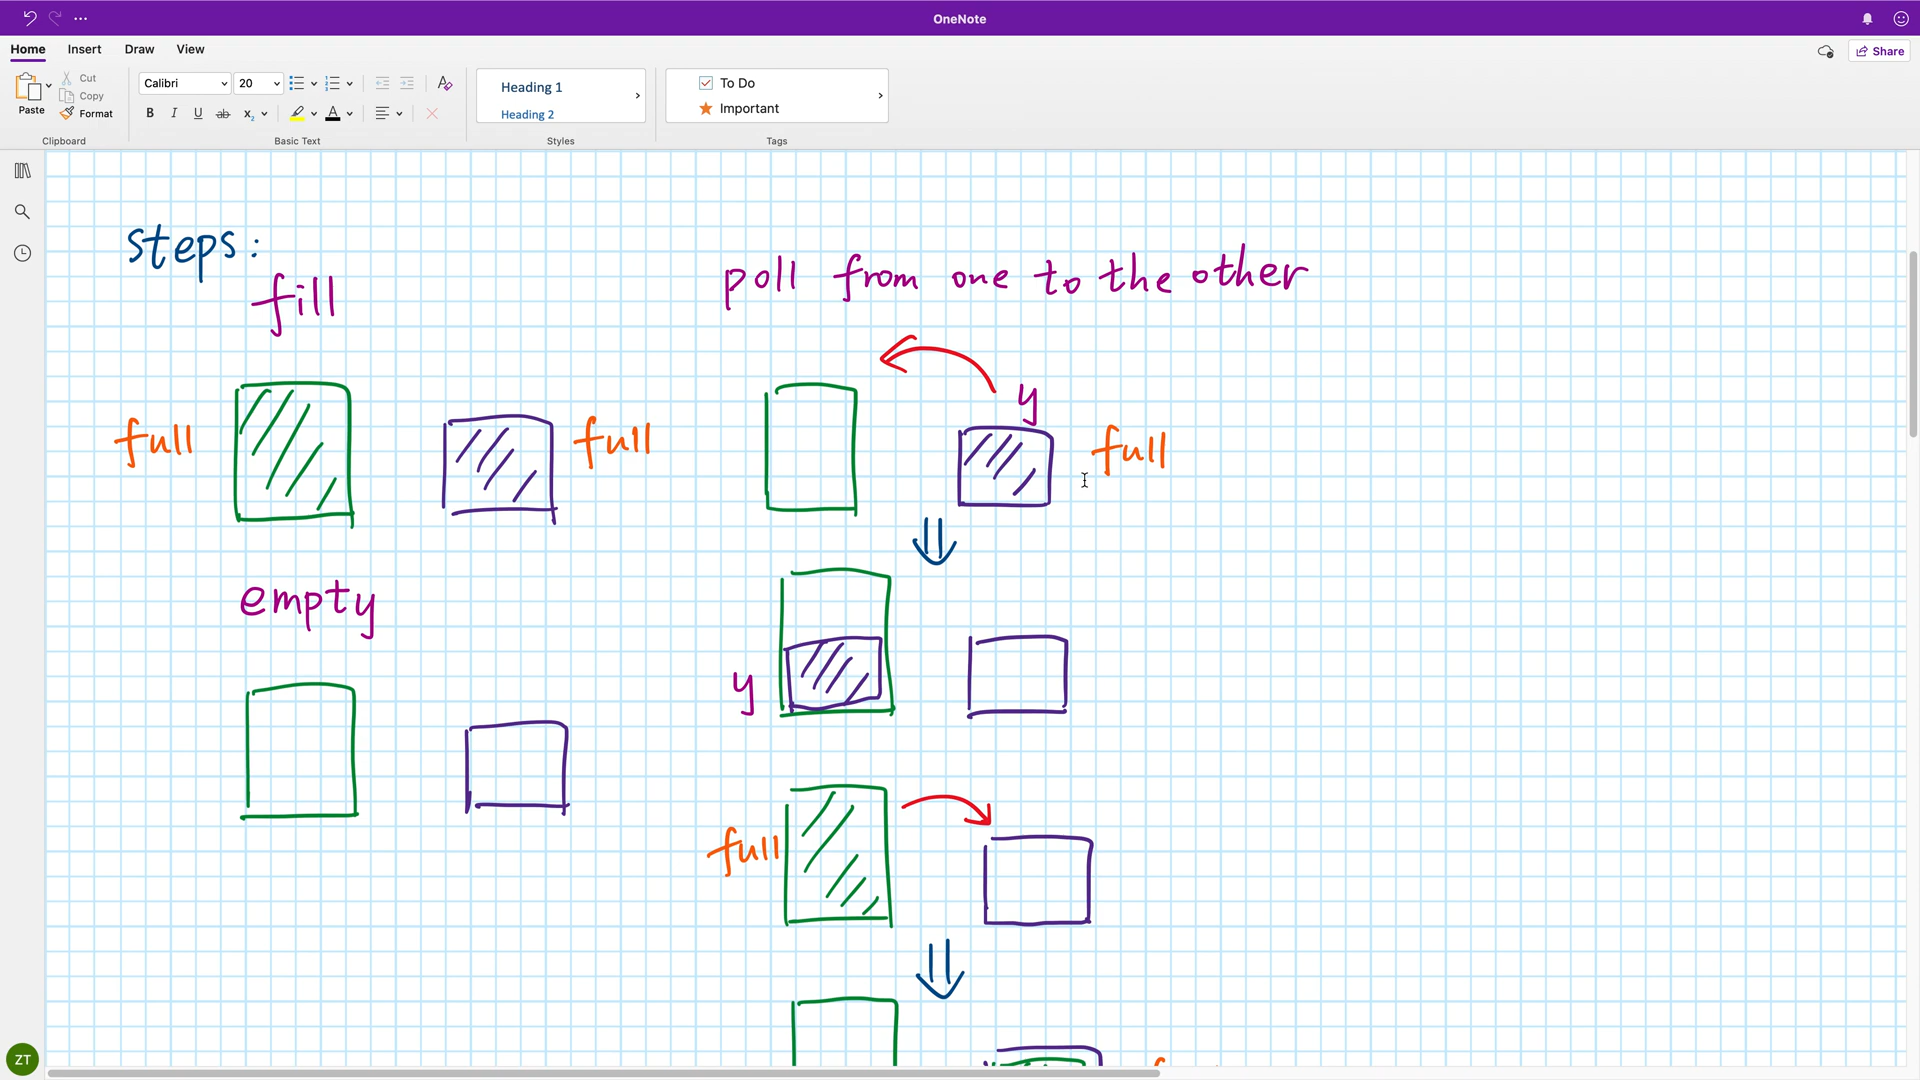 OneNote
Home
Insert
Draw
View
Share
Paste
Cut
Copy
Format
Clipboard
Calibri
20
B
I
U
ab
x2
A
Basic Text
Heading 1
Heading 2
Styles
To Do
Important
Tags
steps:
fill
poll from one to the other
full
full
y
full
empty
y
full
ZT